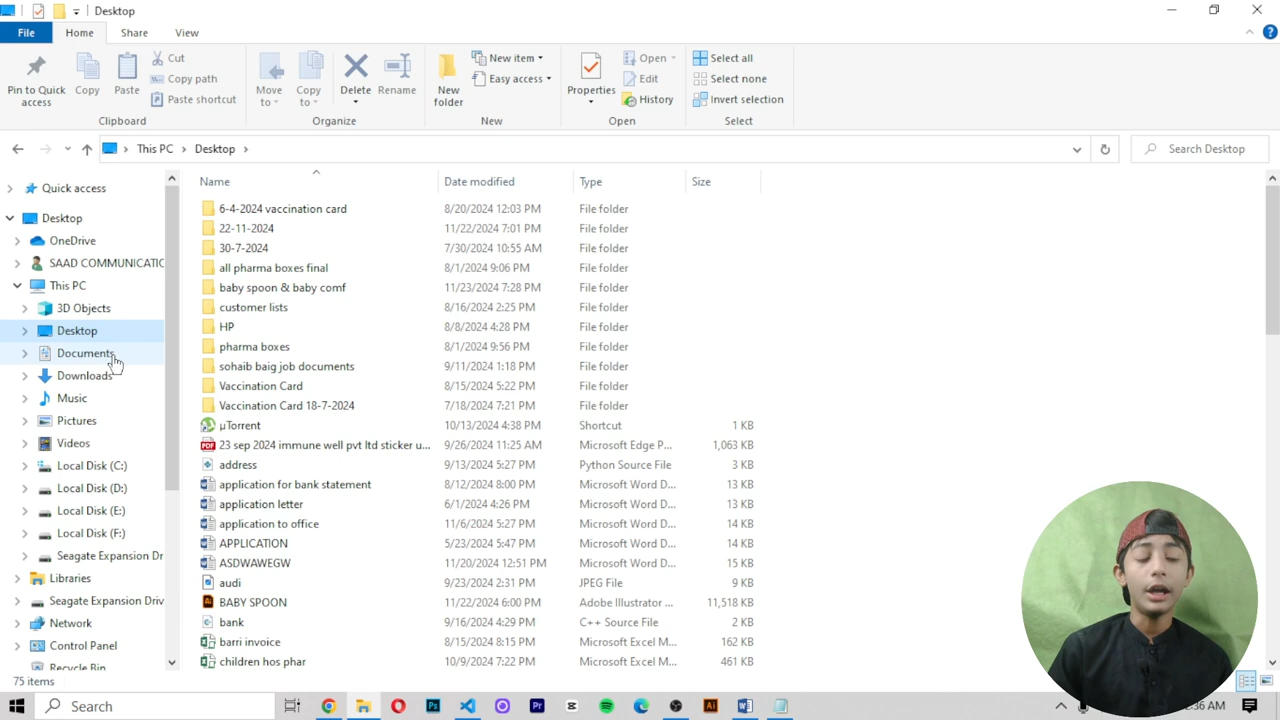 Desktop
File Home Share View
Pin to Quick access
Copy
Paste
Cut
Copy path
Paste shortcut
Clipboard
Move to
Copy to
Delete
Rename
Organize
New folder
New item
Easy access
New
Properties
Open
Edit
History
Open
Select all
Select none
Invert selection
Select
This PC Desktop
Search Desktop
Quick access
Desktop
OneDrive
SAAD COMMUNICATIC
This PC
3D Objects
Desktop
Documents
Downloads
Music
Pictures
Videos
Local Disk (C:)
Local Disk (D:)
Local Disk (E:)
Local Disk (F:)
Seagate Expansion Dr
Libraries
Seagate Expansion Driv
Network
Control Panel
Recycle Bin
Name Date modified Type Size
6-4-2024 vaccination card 8/20/2024 12:03 PM File folder
22-11-2024 11/22/2024 7:01 PM File folder
30-7-2024 7/30/2024 10:55 AM File folder
all pharma boxes final 8/1/2024 9:06 PM File folder
baby spoon & baby comf 11/23/2024 7:28 PM File folder
customer lists 8/16/2024 2:25 PM File folder
HP 8/8/2024 4:28 PM File folder
pharma boxes 8/1/2024 9:56 PM File folder
sohaib baig job documents 9/11/2024 1:18 PM File folder
Vaccination Card 8/15/2024 5:22 PM File folder
Vaccination Card 18-7-2024 7/18/2024 7:21 PM File folder
µTorrent 10/13/2024 4:38 PM Shortcut 1 KB
23 sep 2024 immune well pvt ltd sticker u... 9/26/2024 11:25 AM Microsoft Edge P... 1,063 KB
address 9/13/2024 5:27 PM Python Source File 3 KB
application for bank statement 8/12/2024 8:00 PM Microsoft Word D... 13 KB
application letter 6/1/2024 4:26 PM Microsoft Word D... 13 KB
application to office 11/6/2024 5:27 PM Microsoft Word D... 14 KB
APPLICATION 5/23/2024 5:47 PM Microsoft Word D... 14 KB
ASDWAWEGW 11/20/2024 12:51 PM Microsoft Word D... 15 KB
audi 9/23/2024 2:31 PM JPEG File 9 KB
BABY SPOON 11/22/2024 6:00 PM Adobe Illustrator ... 11,518 KB
bank 9/16/2024 4:29 PM C++ Source File 2 KB
barri invoice 8/15/2024 8:15 PM Microsoft Excel M... 162 KB
children hos phar 10/9/2024 7:22 PM Microsoft Excel M... 461 KB
75 items
Search
:36 AM